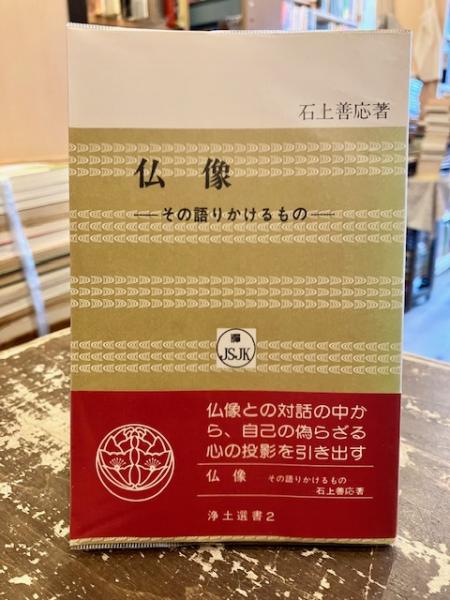 石上善応著
仏像
―その語りかけるもの―
JSJK
仏像との対話の中か
ら、自己の偽らざる
心の投影を引き出す
仏像 その語りかけるもの
石上善応著
浄土選書2